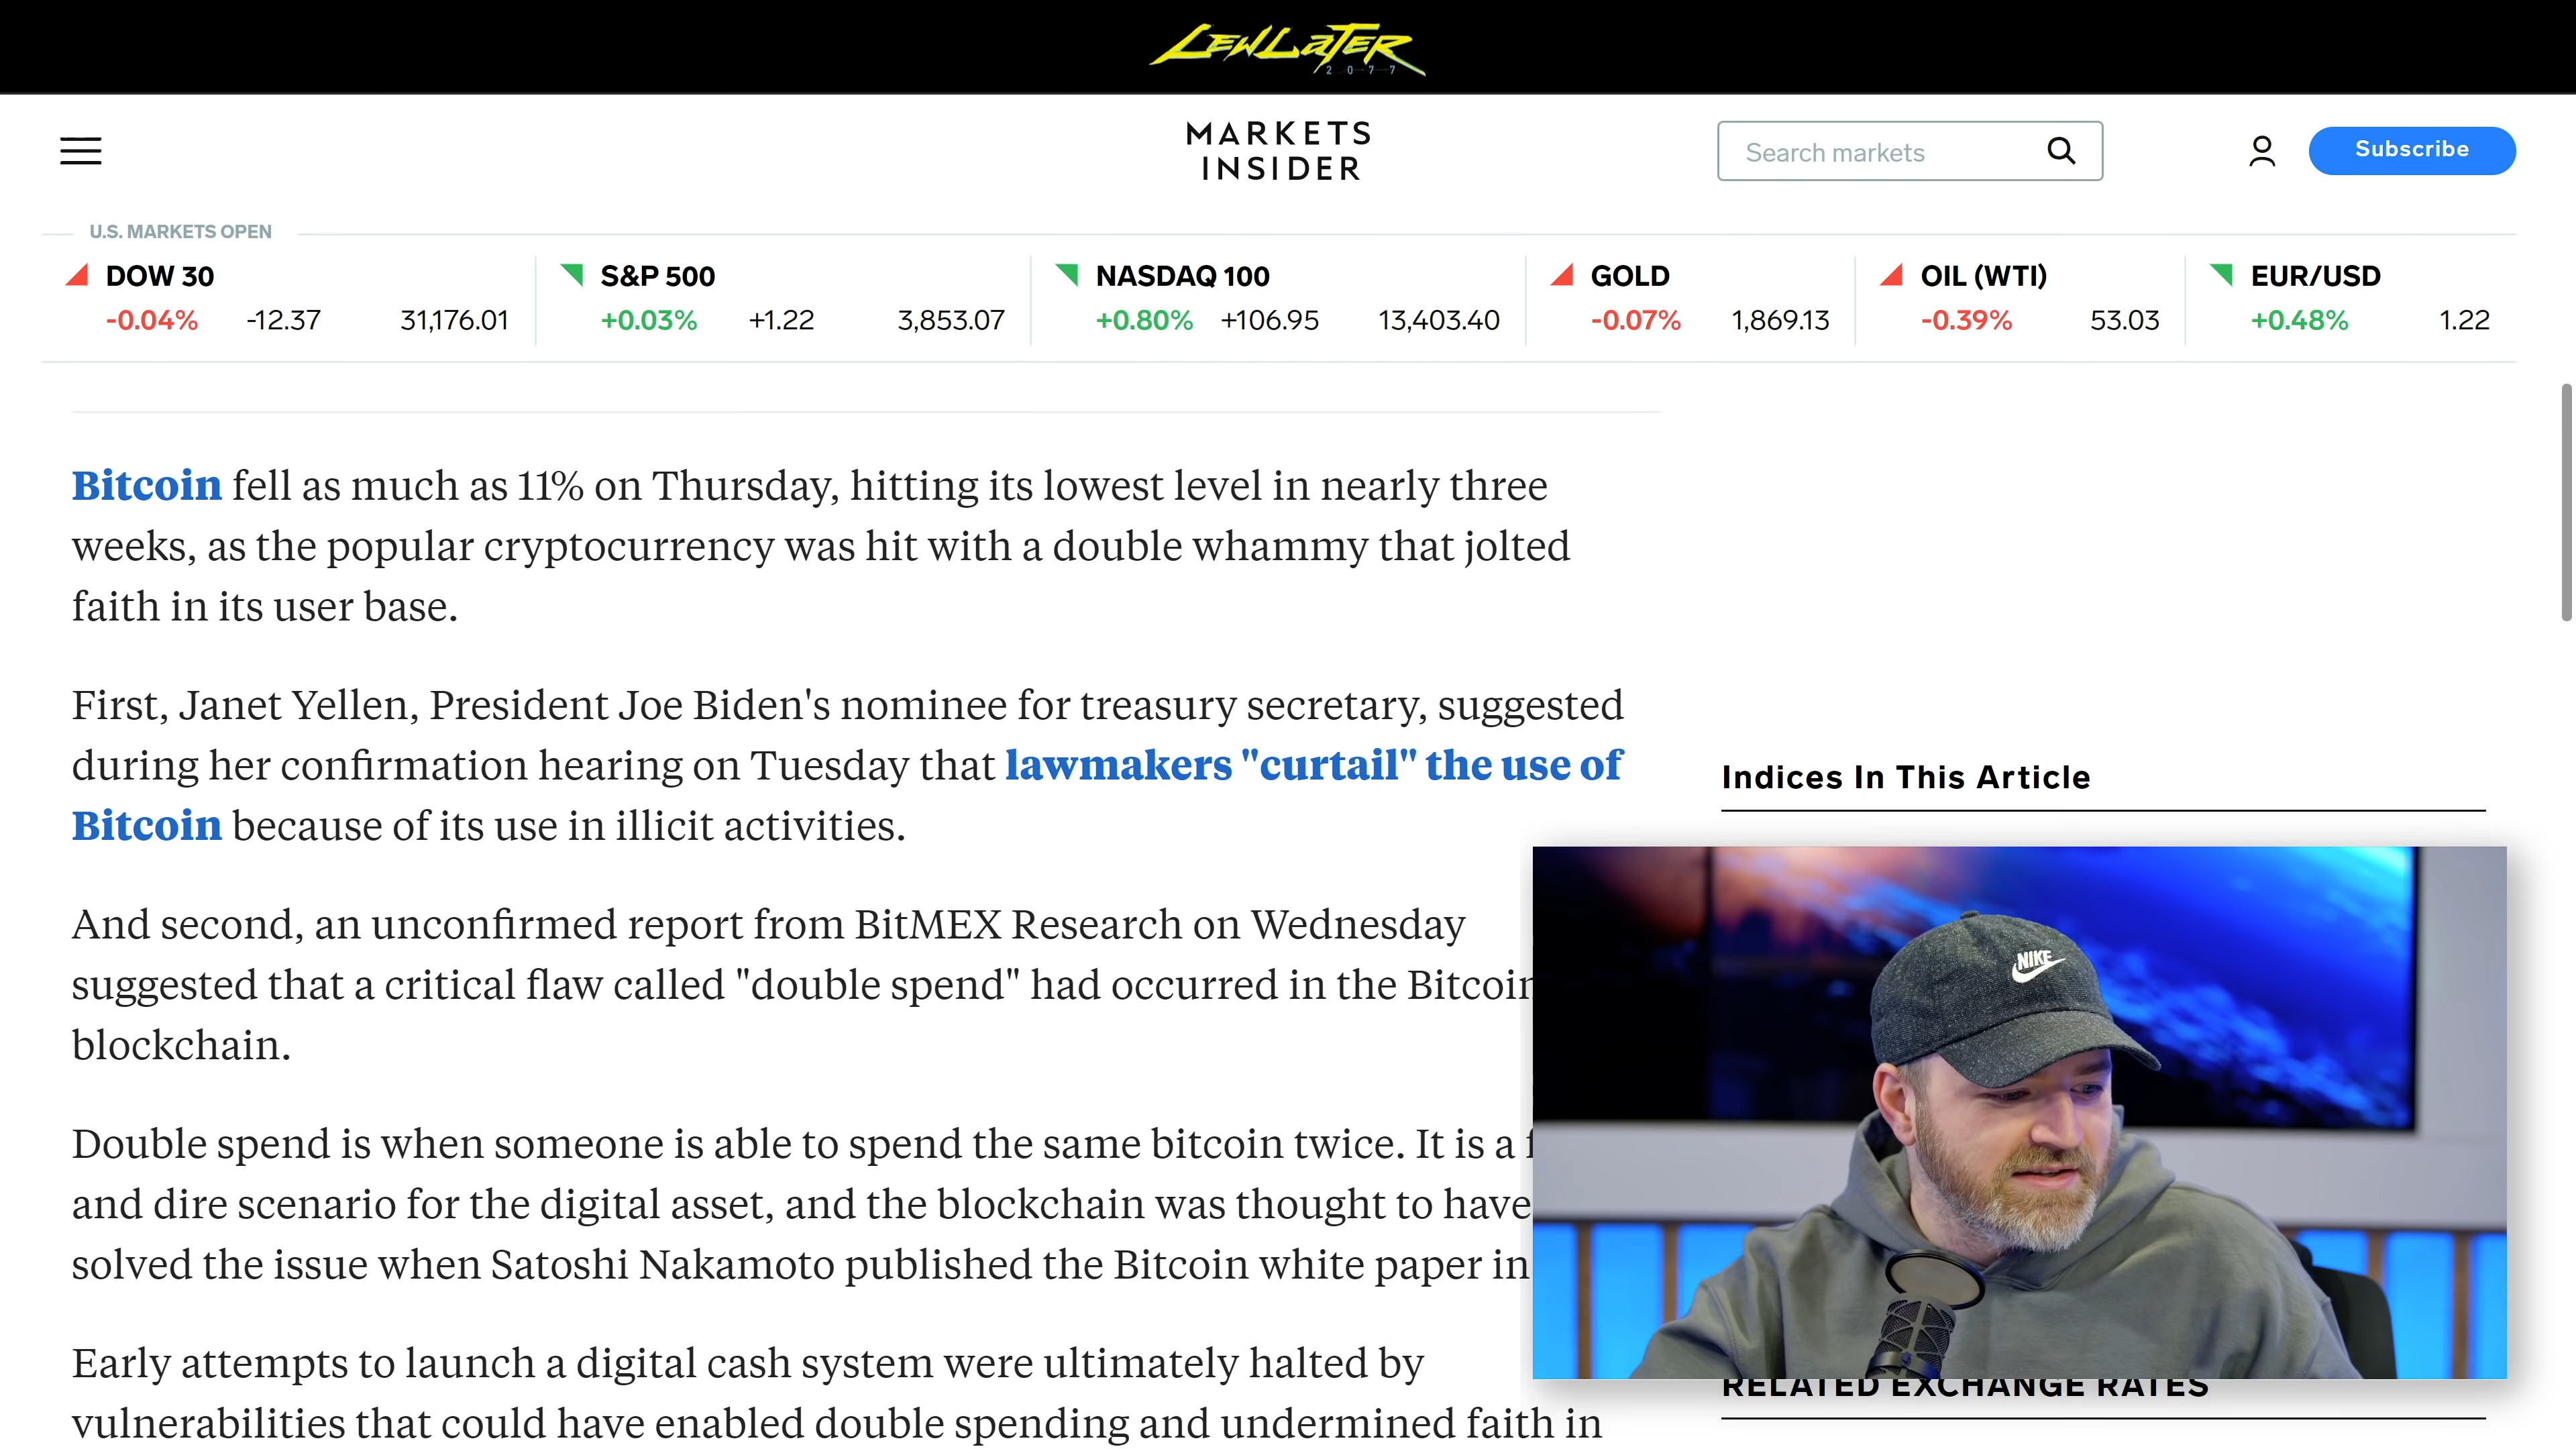 LEWLATER
2077
MARKETS
INSIDER
Search markets
Subscribe
U.S. MARKETS OPEN
DOW 30
-0.04% -12.37 31,176.01
S&P 500
+0.03% +1.22 3,853.07
NASDAQ 100
+0.80% +106.95 13,403.40
GOLD
-0.07% 1,869.13
OIL (WTI)
-0.39% 53.03
EUR/USD
+0.48% 1.22
Bitcoin fell as much as 11% on Thursday, hitting its lowest level in nearly three
weeks, as the popular cryptocurrency was hit with a double whammy that jolted
faith in its user base.
First, Janet Yellen, President Joe Biden's nominee for treasury secretary, suggested
during her confirmation hearing on Tuesday that lawmakers "curtail" the use of
Bitcoin because of its use in illicit activities.
And second, an unconfirmed report from BitMEX Research on Wednesday
suggested that a critical flaw called "double spend" had occurred in the Bitcoin
blockchain.
Double spend is when someone is able to spend the same bitcoin twice. It is a
and dire scenario for the digital asset, and the blockchain was thought to have
solved the issue when Satoshi Nakamoto published the Bitcoin white paper in
Early attempts to launch a digital cash system were ultimately halted by
vulnerabilities that could have enabled double spending and undermined faith in
Indices In This Article
NIKE
RELATED EXCHANGE RATES